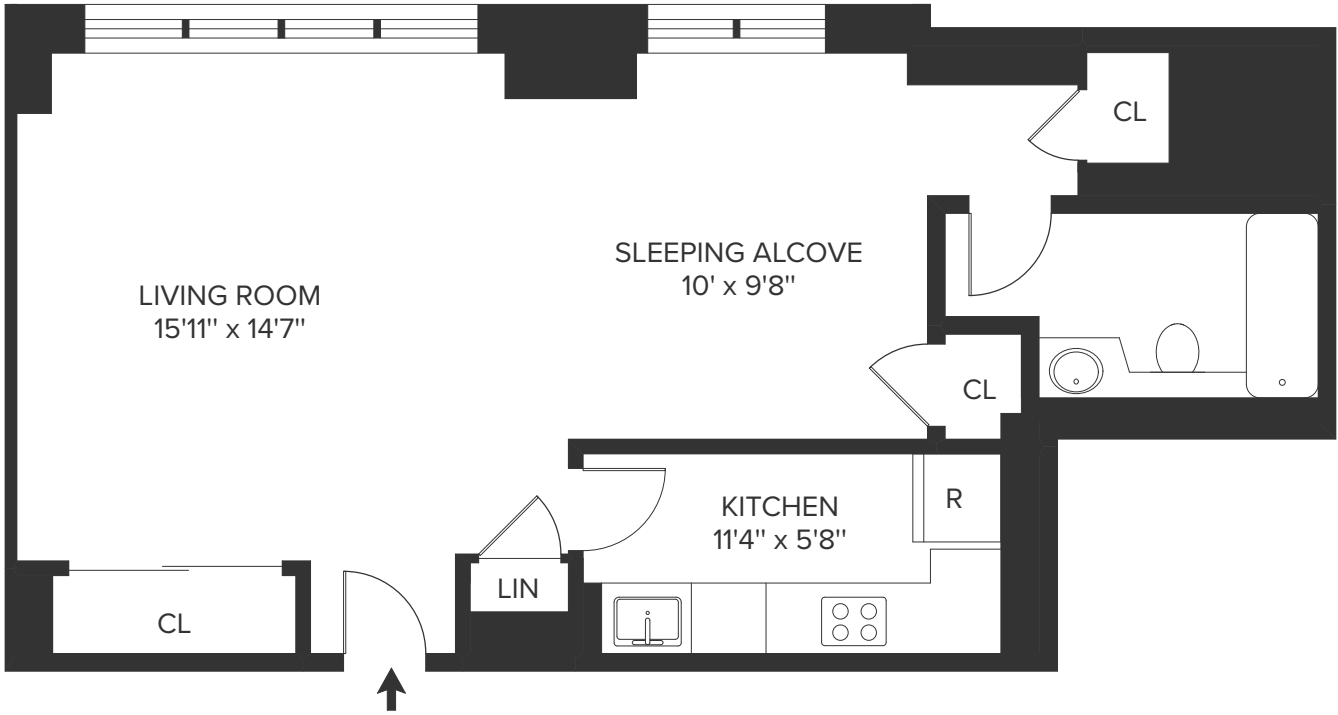 CL
SLEEPING ALCOVE
10' x 9'8"
LIVING ROOM
15'11" x 14'7"
CL
KITCHEN
11'4" x 5'8"
R
LIN
CL